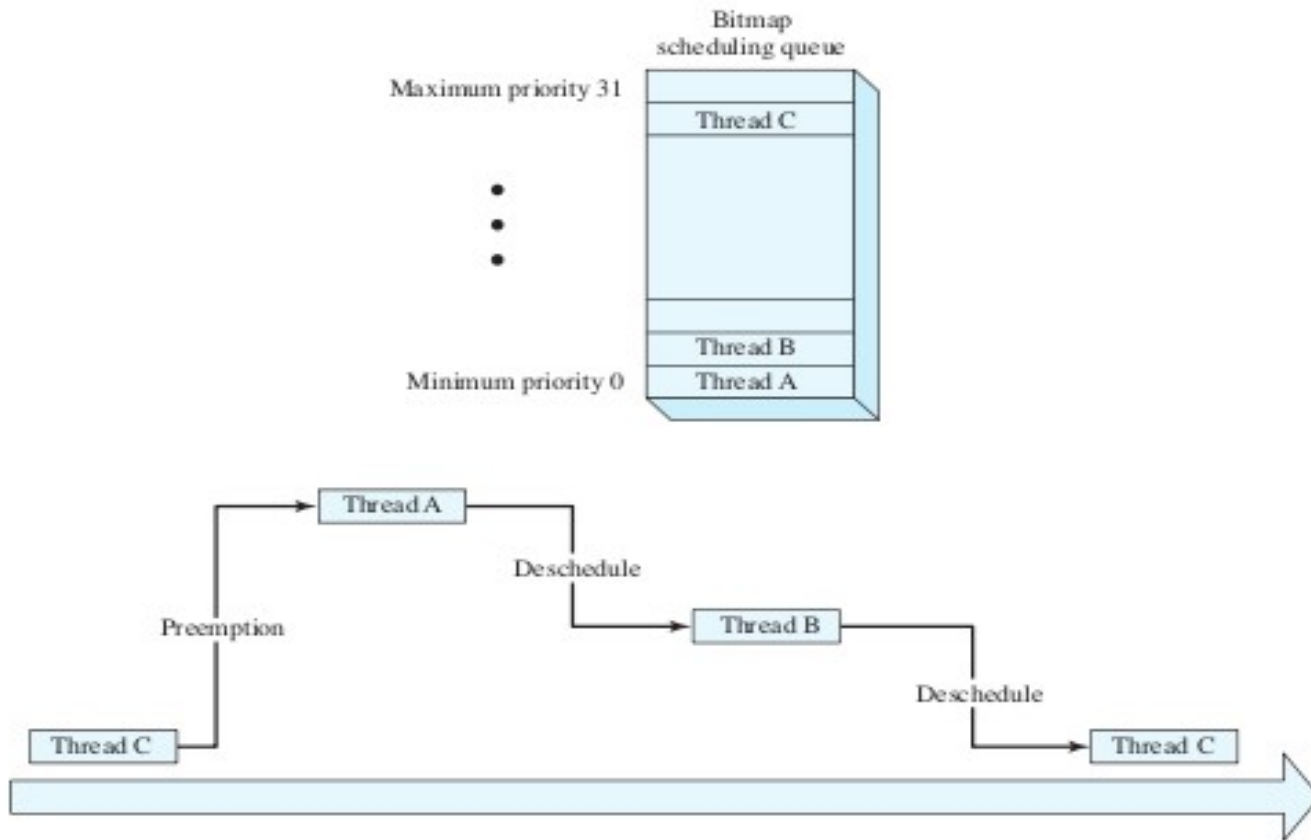 Bitmap
scheduling queue
Maximum priority 31
Thread C
Thread B
Minimum priority 0
Thread A
Thread A
Deschedule
Preemption
Thread B
Deschedule
Thread C
Thread C